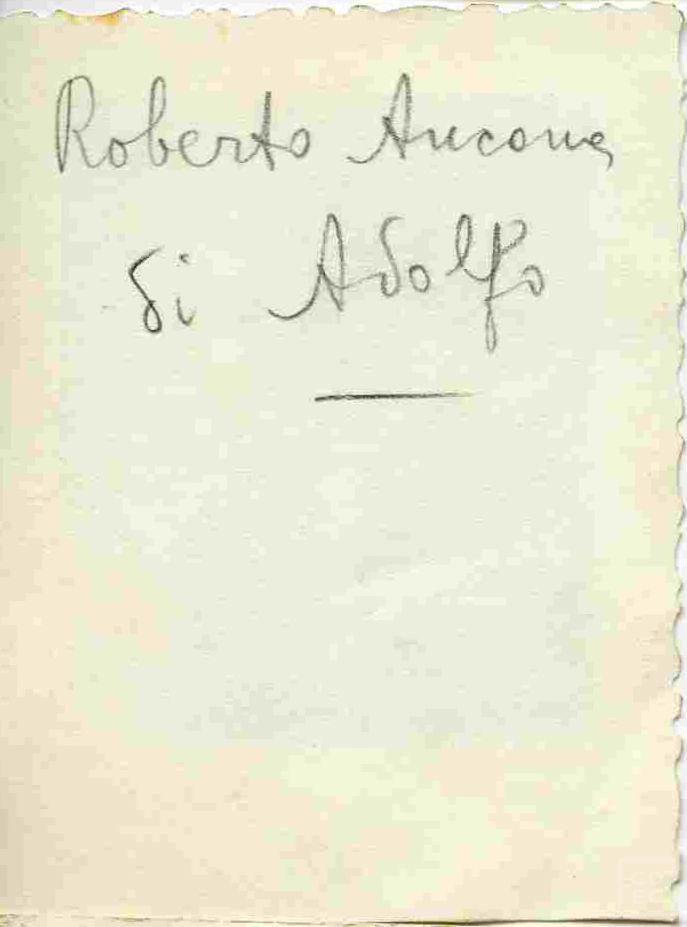 Roberto Ancona
di Adolfo